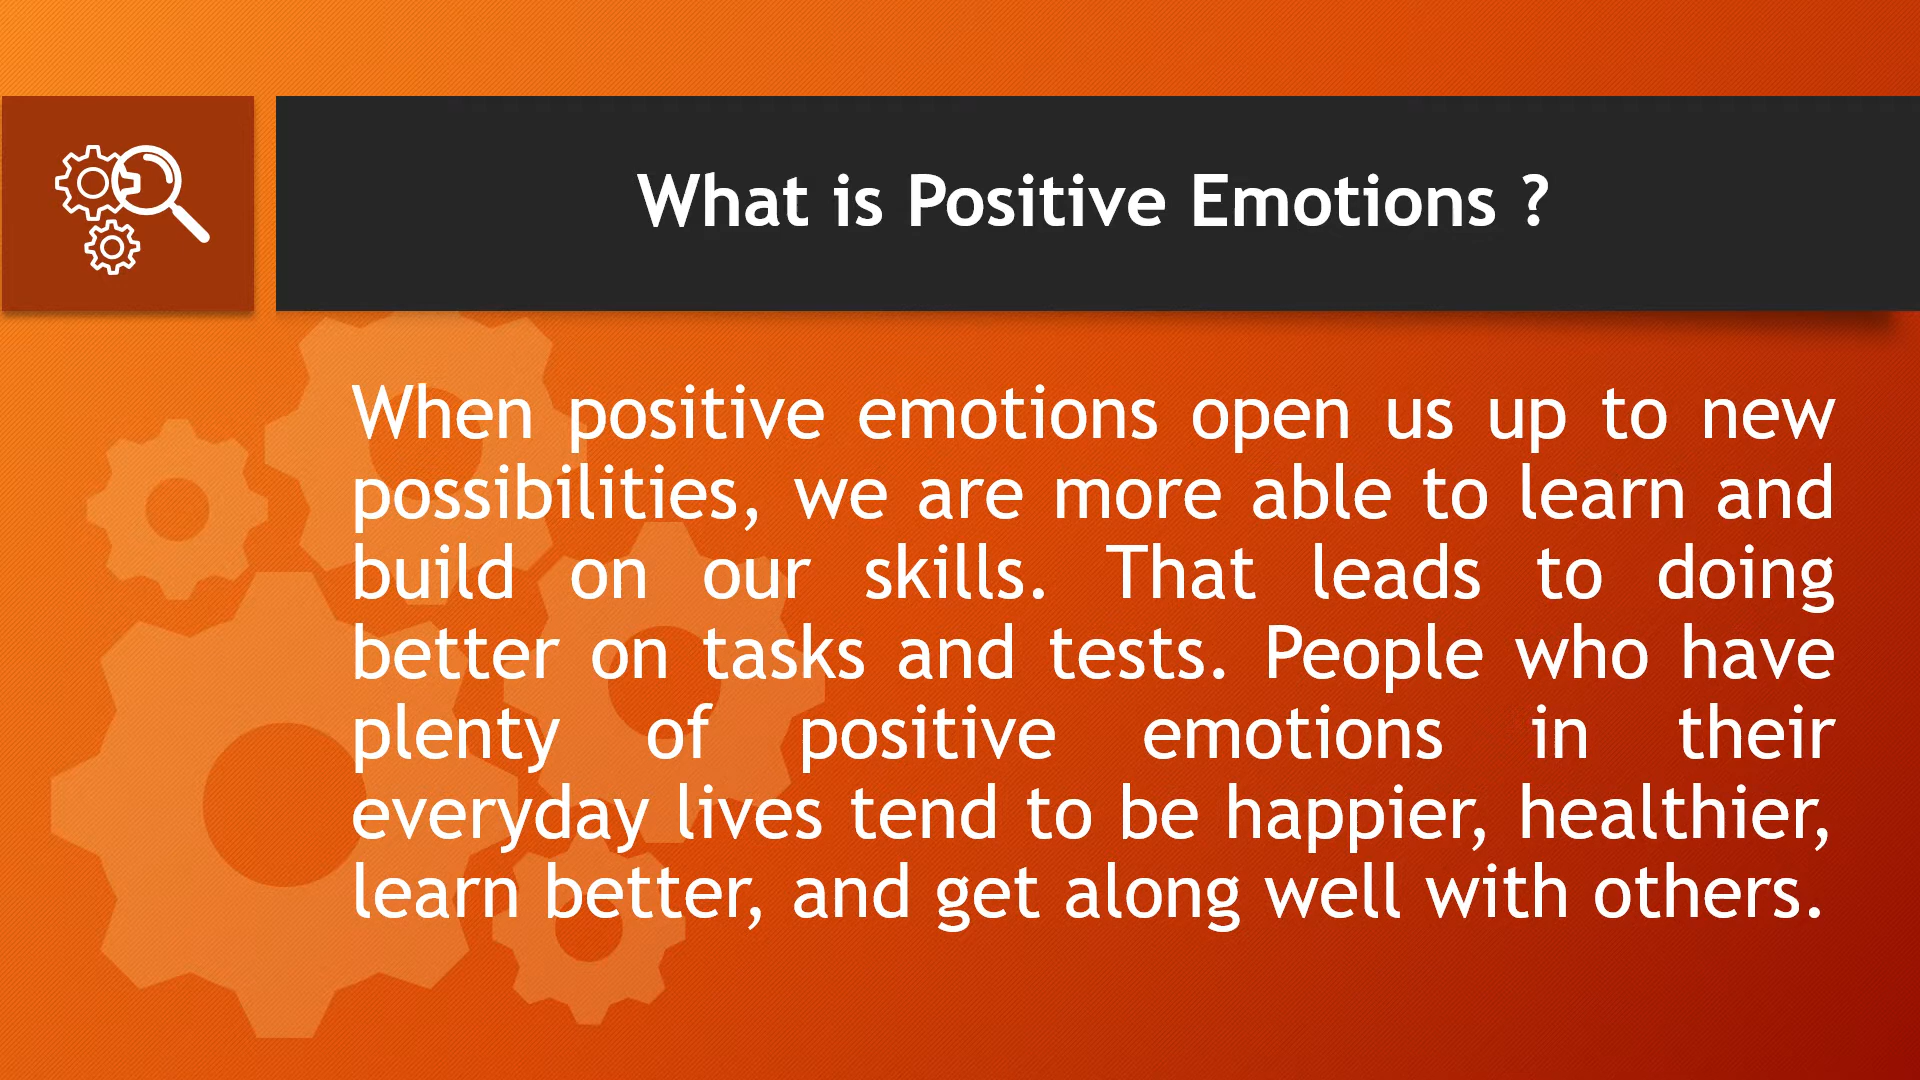 What is Positive Emotions ?
When positive emotions open us up to new
possibilities, we are more able to learn and
build on our skills. That leads to doing
better on tasks and tests. People who have
plenty of positive emotions in their
everyday lives tend to be happier, healthier,
learn better, and get along well with others.